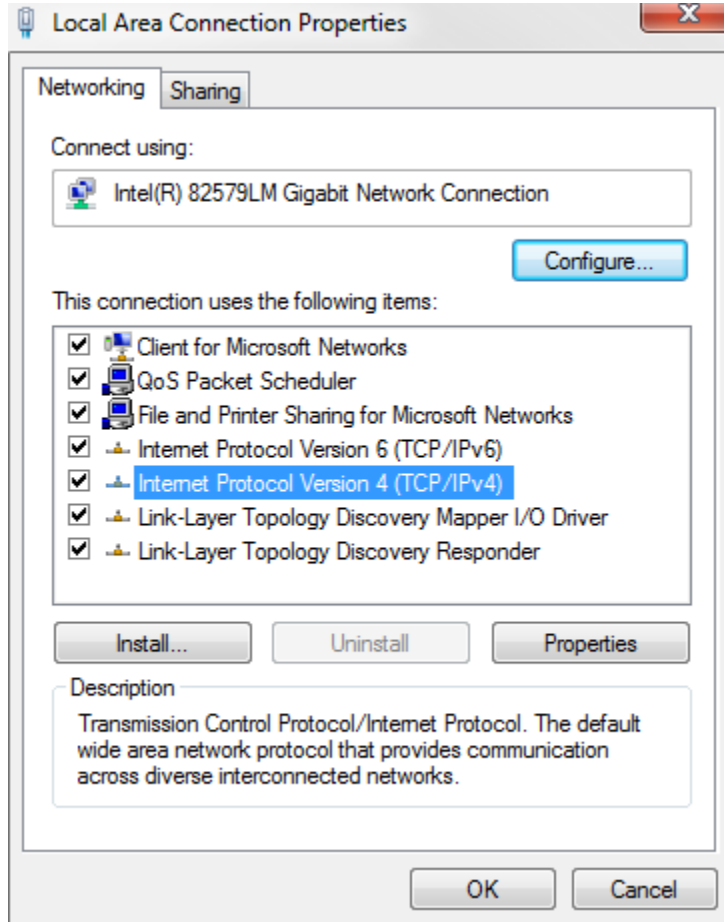 Local Area Connection Properties
Networking
Sharing
Connect using:
Intel(R) 82579LM Gigabit Network Connection
Configure...
This connection uses the following items:
Client for Microsoft Networks
QoS Packet Scheduler
File and Printer Sharing for Microsoft Networks
Internet Protocol Version 6 (TCP/IPv6)
Internet Protocol Version 4 (TCP/IPv4)
Link-Layer Topology Discovery Mapper I/O Driver
Link-Layer Topology Discovery Responder
Install...
Uninstall
Properties
Description
Transmission Control Protocol/Internet Protocol. The default
wide area network protocol that provides communication
across diverse interconnected networks.
OK
Cancel